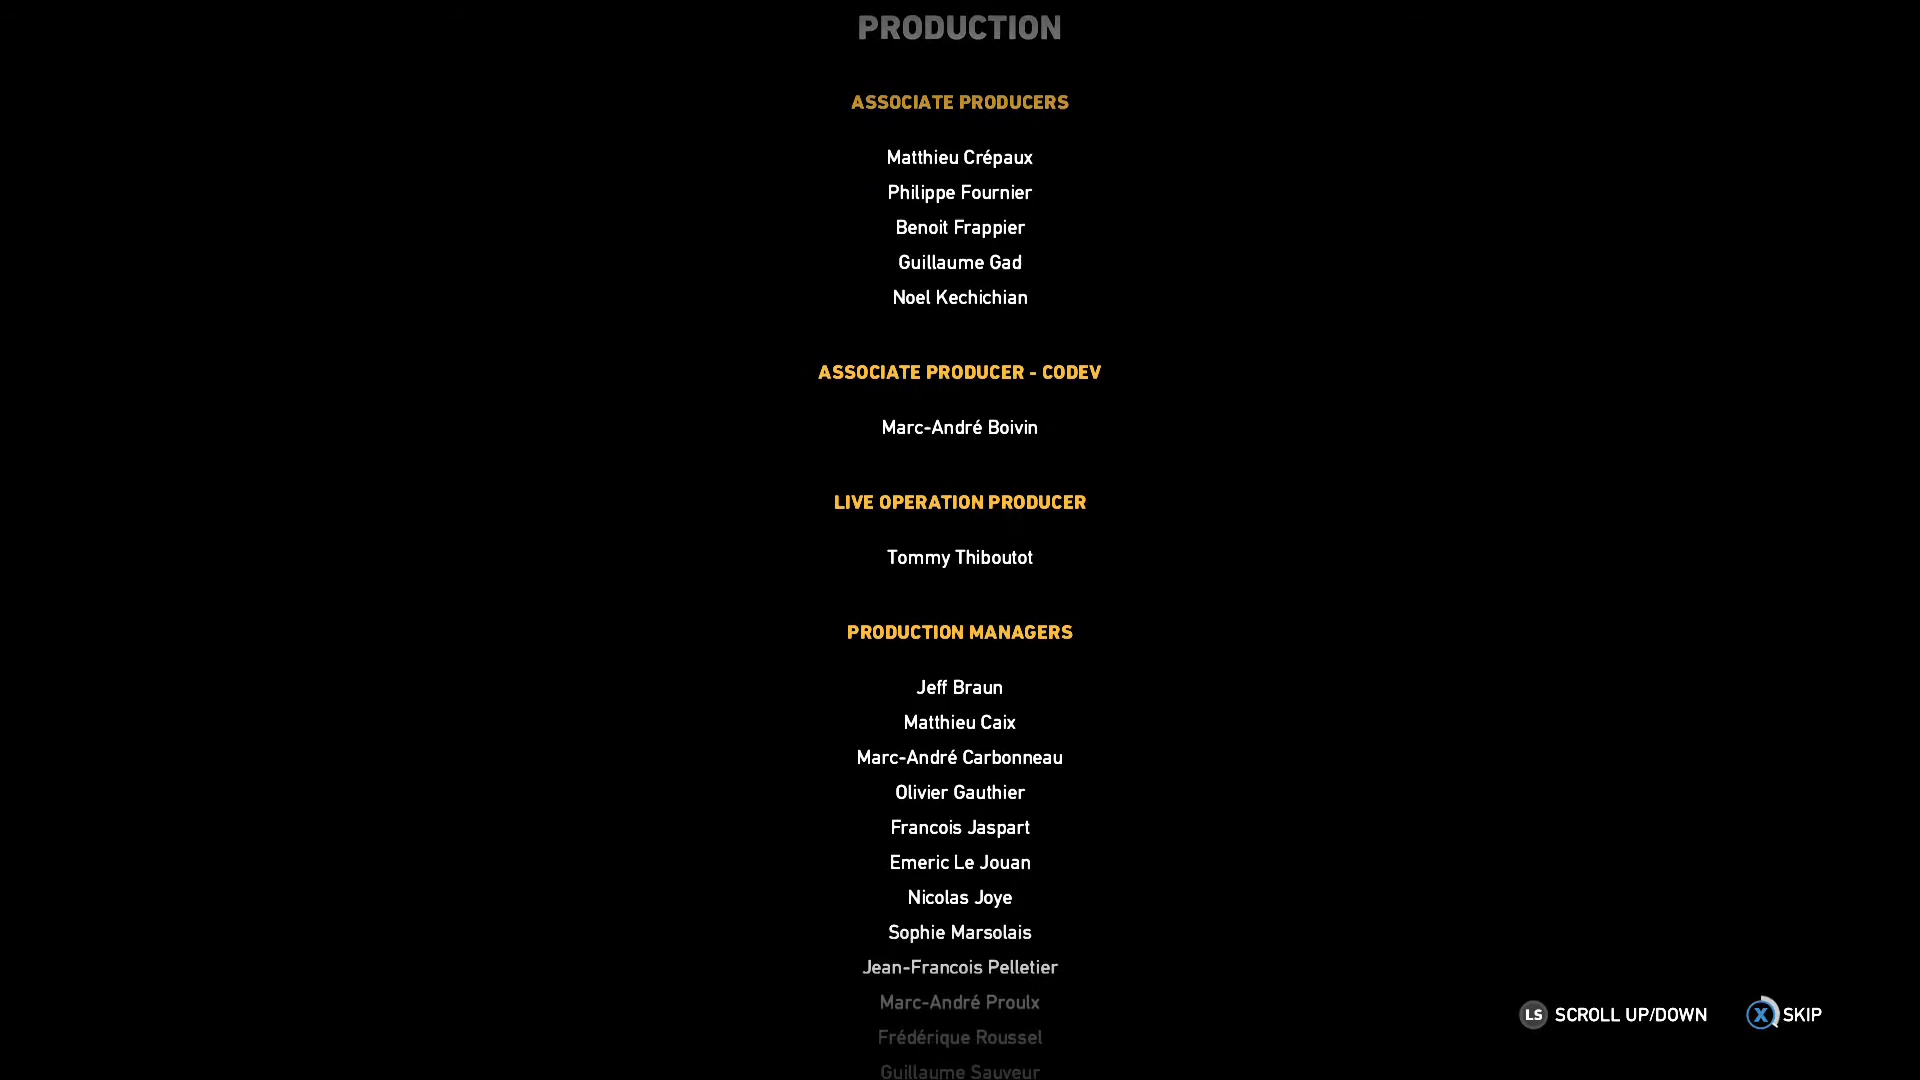 PRODUCTION
ASSOCIATE PRODUCERS
Matthieu Crépaux
Philippe Fournier
Benoit Frappier
Guillaume Gad
Noel Kechichian
ASSOCIATE PRODUCER - CODEV
Marc-André Boivin
LIVE OPERATION PRODUCER
Tommy Thiboutot
PRODUCTION MANAGERS
Jeff Braun
Matthieu Caix
Marc-André Carbonneau
Olivier Gauthier
Francois Jaspart
Emeric Le Jouan
Nicolas Joye
Sophie Marsolais
Jean-Francois Pelletier
Marc-André Proulx
Frédérique Roussel
Guillaume Sauveur
LS SCROLL UP/DOWN X SKIP